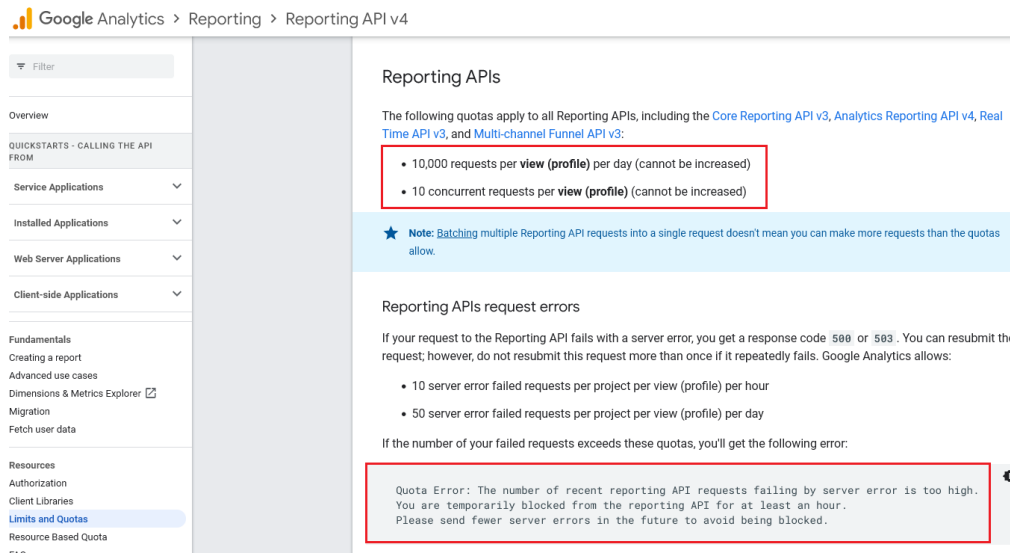 Google Analytics > Reporting > Reporting API v4
Filter
Overview
QUICKSTARTS - CALLING THE API
FROM
Service Applications
Installed Applications
Web Server Applications
Client-side Applications
Fundamentals
Creating a report
Advanced use cases
Dimensions & Metrics Explorer
Migration
Fetch user data
Resources
Authorization
Client Libraries
Limits and Quotas
Resource Based Quota
Reporting APIs
The following quotas apply to all Reporting APIs, including the Core Reporting API v3, Analytics Reporting API v4, Real
Time API v3, and Multi-channel Funnel API v3:
• 10,000 requests per view (profile) per day (cannot be increased)
• 10 concurrent requests per view (profile) (cannot be increased)
Note: Batching multiple Reporting API requests into a single request doesn't mean you can make more requests than the quotas
allow.
Reporting APIs request errors
If your request to the Reporting API fails with a server error, you get a response code 500 or 503. You can resubmit the
request; however, do not resubmit this request more than once if it repeatedly fails. Google Analytics allows:
• 10 server error failed requests per project per view (profile) per hour
• 50 server error failed requests per project per view (profile) per day
If the number of your failed requests exceeds these quotas, you'll get the following error:
Quota Error: The number of recent reporting API requests failing by server error is too high.
You are temporarily blocked from the reporting API for at least an hour.
Please send fewer server errors in the future to avoid being blocked.